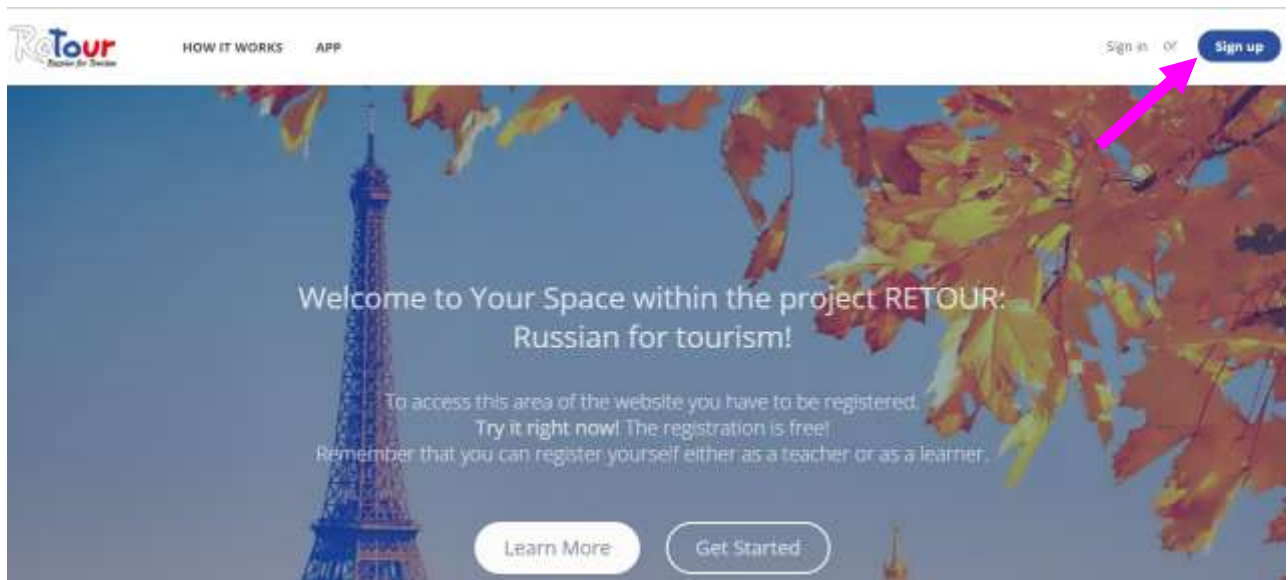 ReTour
Russian for Tourism
HOW IT WORKS APP
Sign in or Sign up
Welcome to Your Space within the project RETOUR:
Russian for tourism!
To access this area of the website you have to be registered.
Try it right now! The registration is free!
Remember that you can register yourself either as a teacher or as a learner.
Learn More Get Started